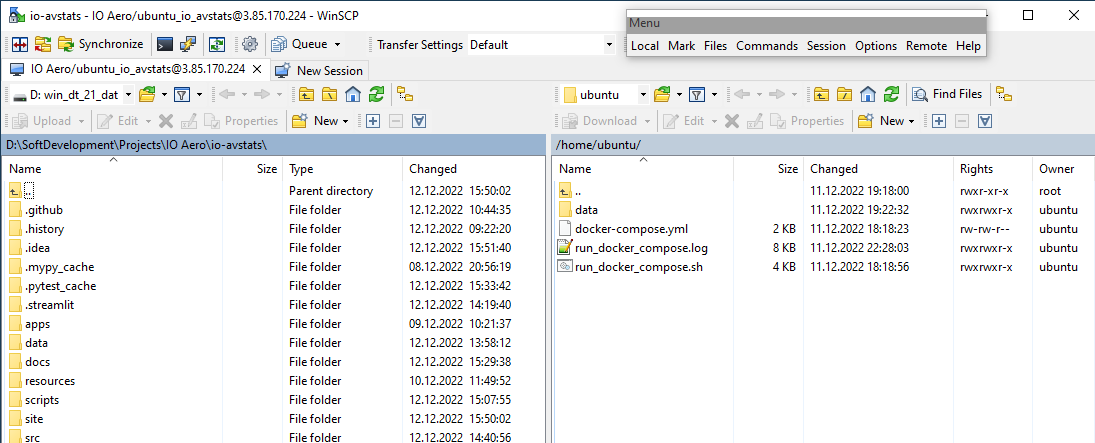 io-avstats - IO Aero/ubuntu_io_avstats@3.85.170.224 - WinSCP
Menu
Local Mark Files Commands Session Options Remote Help
Synchronize Queue Transfer Settings Default
IO Aero/ubuntu_io_avstats@3.85.170.224 × New Session
D: win_dt_21_dat
Upload Edit Properties New
D:\SoftDevelopment\Projects\IO Aero\io-avstats\
Name Size Type Changed
.. Parent directory 12.12.2022 15:50:02
.github File folder 12.12.2022 10:44:35
.history File folder 12.12.2022 09:22:20
.idea File folder 12.12.2022 15:51:40
.mypy_cache File folder 08.12.2022 20:56:19
.pytest_cache File folder 12.12.2022 15:33:42
.streamlit File folder 12.12.2022 14:19:40
apps File folder 09.12.2022 10:21:37
data File folder 12.12.2022 13:58:12
docs File folder 12.12.2022 15:29:38
resources File folder 10.12.2022 11:49:52
scripts File folder 12.12.2022 15:07:55
site File folder 12.12.2022 15:50:02
src File folder 12.12.2022 14:40:56
ubuntu Find Files
Download Edit Properties New
/home/ubuntu/
Name Size Changed Rights Owner
.. 11.12.2022 19:18:00 rwxr-xr-x root
data 11.12.2022 19:22:32 rwxrwxr-x ubuntu
docker-compose.yml 2 KB 11.12.2022 18:18:23 rw-rw-r-- ubuntu
run_docker_compose.log 8 KB 11.12.2022 22:28:03 rwxrwxr-x ubuntu
run_docker_compose.sh 4 KB 11.12.2022 18:18:56 rwxrwxr-x ubuntu